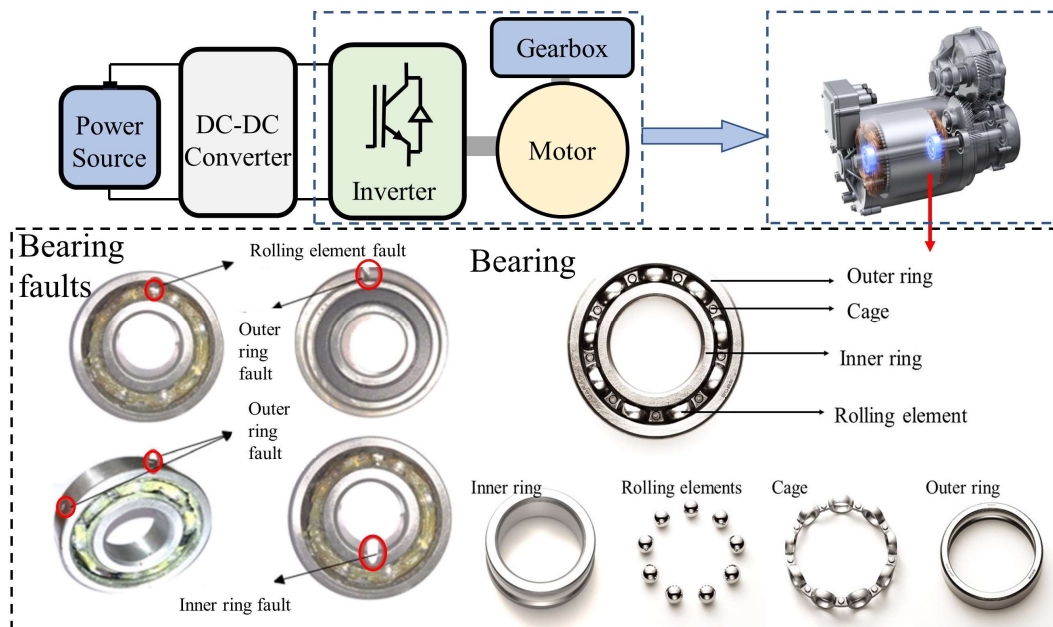 Power
Source
DC-DC
Converter
Inverter
Gearbox
Motor
Bearing
faults
Rolling element fault
Outer
ring
fault
Outer
ring
fault
Inner ring fault
Bearing
Outer ring
Cage
Inner ring
Rolling element
Inner ring
Rolling elements
Cage
Outer ring